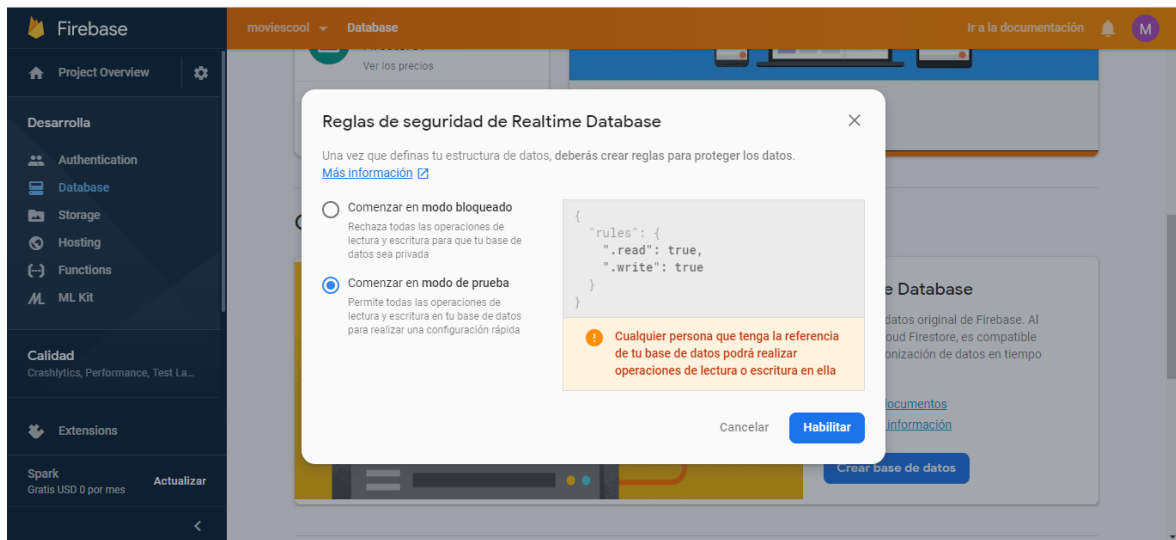 Firebase
moviescool
Database
Ir a la documentación
M
Project Overview
Desarrolla
Authentication
Database
Storage
Hosting
Functions
ML Kit
Calidad
Crashlytics, Performance, Test La...
Extensions
Spark
Gratis USD 0 por mes
Actualizar
Ver los precios
Reglas de seguridad de Realtime Database
Una vez que definas tu estructura de datos, deberás crear reglas para proteger los datos.
Más información
Comenzar en modo bloqueado
Rechaza todas las operaciones de
lectura y escritura para que tu base de
datos sea privada
Comenzar en modo de prueba
Permite todas las operaciones de
lectura y escritura en tu base de datos
para realizar una configuración rápida
{
"rules": {
".read": true,
".write": true
}
}
Cualquier persona que tenga la referencia
de tu base de datos podrá realizar
operaciones de lectura o escritura en ella
Cancelar
Habilitar
e Database
datos original de Firebase. Al
oud Firestore, es compatible
onización de datos en tiempo
ocumentos
información
Crear base de datos